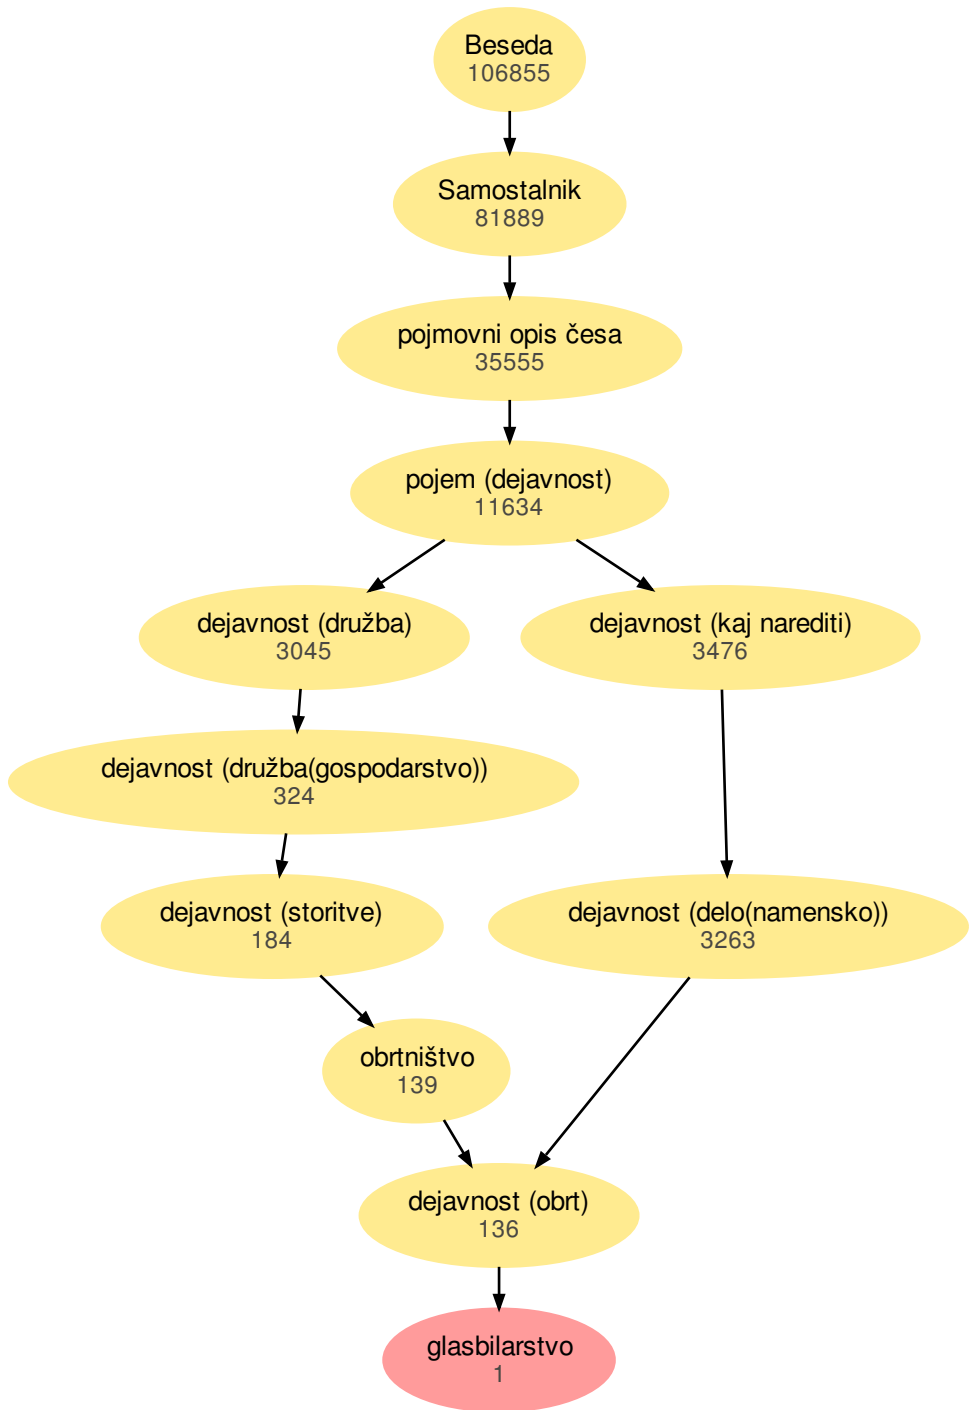 Beseda
106855
Samostalnik
81889
pojmovni opis česa
35555
pojem (dejavnost)
11634
dejavnost (družba)
3045
dejavnost (kaj narediti)
3476
dejavnost (družba(gospodarstvo))
324
dejavnost (storitve)
184
dejavnost (delo(namensko))
3263
obrtništvo
139
dejavnost (obrt)
136
glasbilarstvo
1